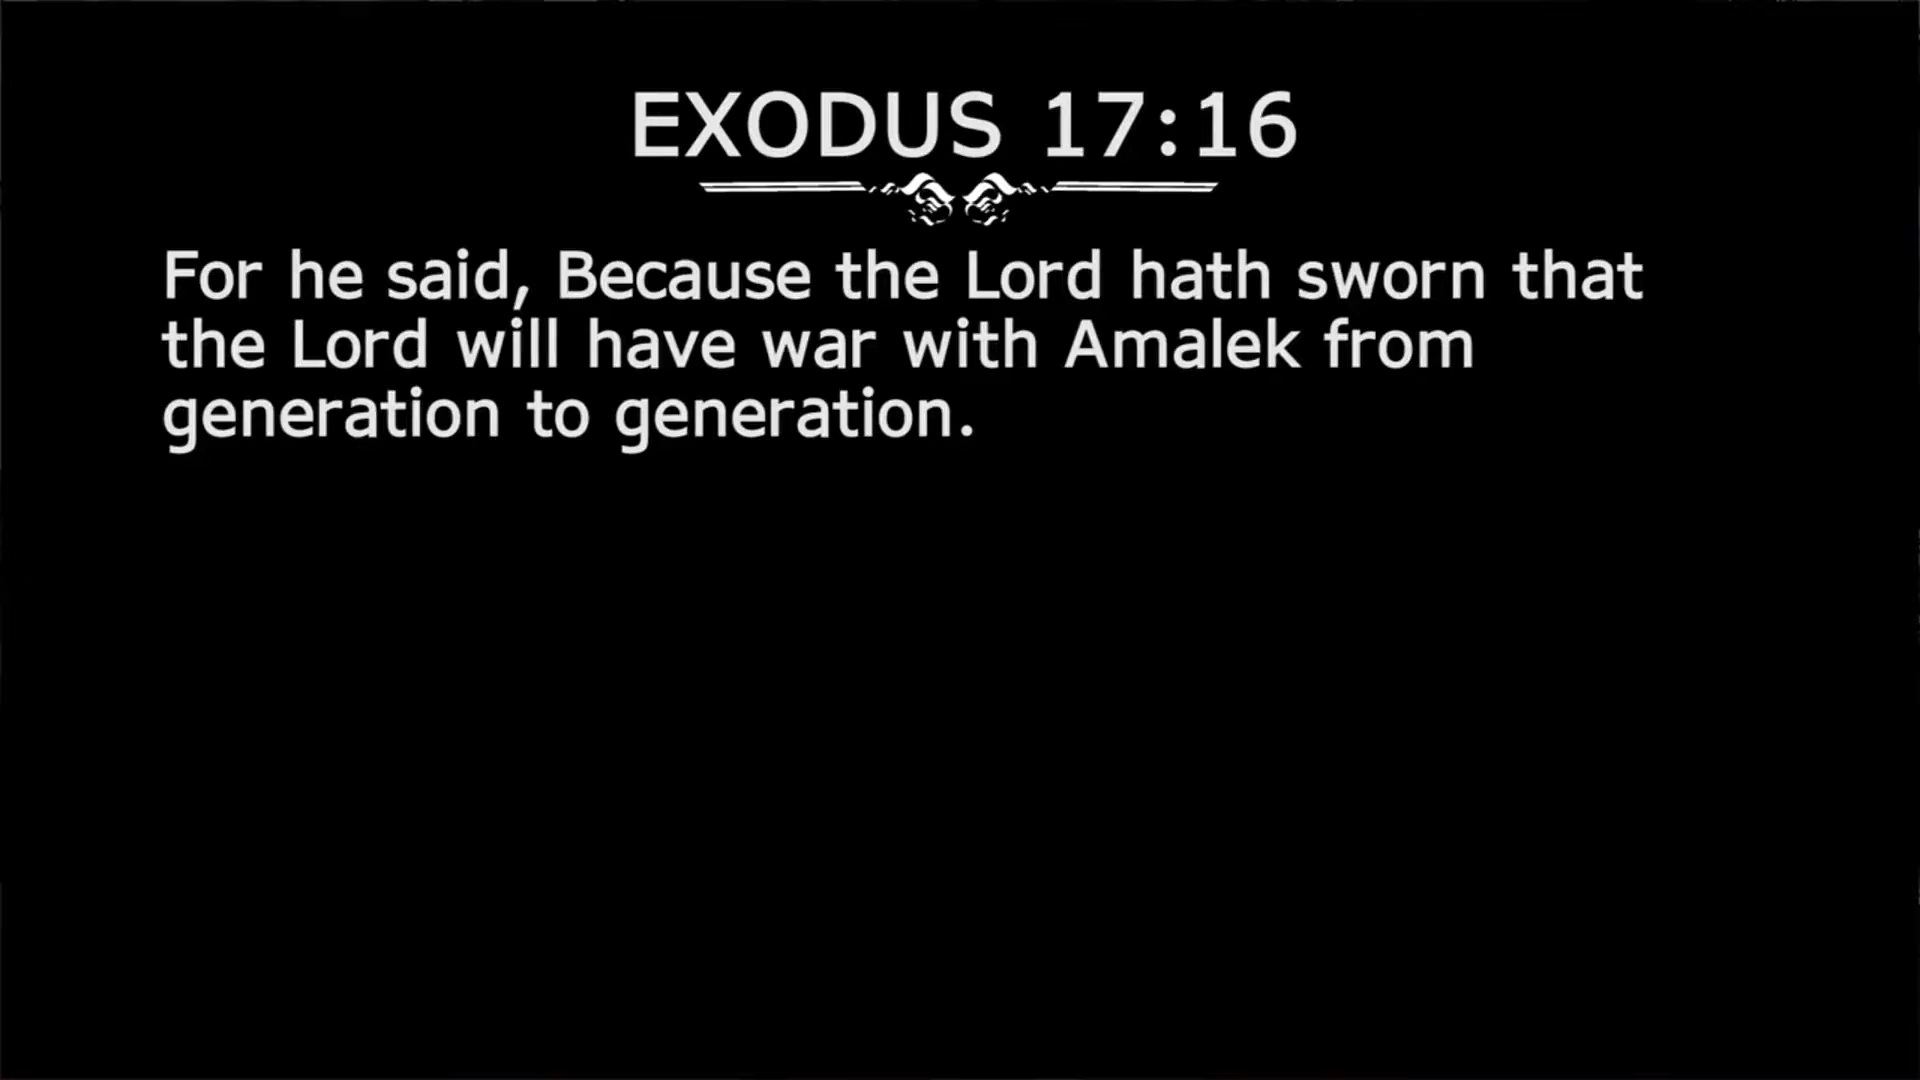 EXODUS 17:16
For he said, Because the Lord hath sworn that
the Lord will have war with Amalek from
generation to generation.